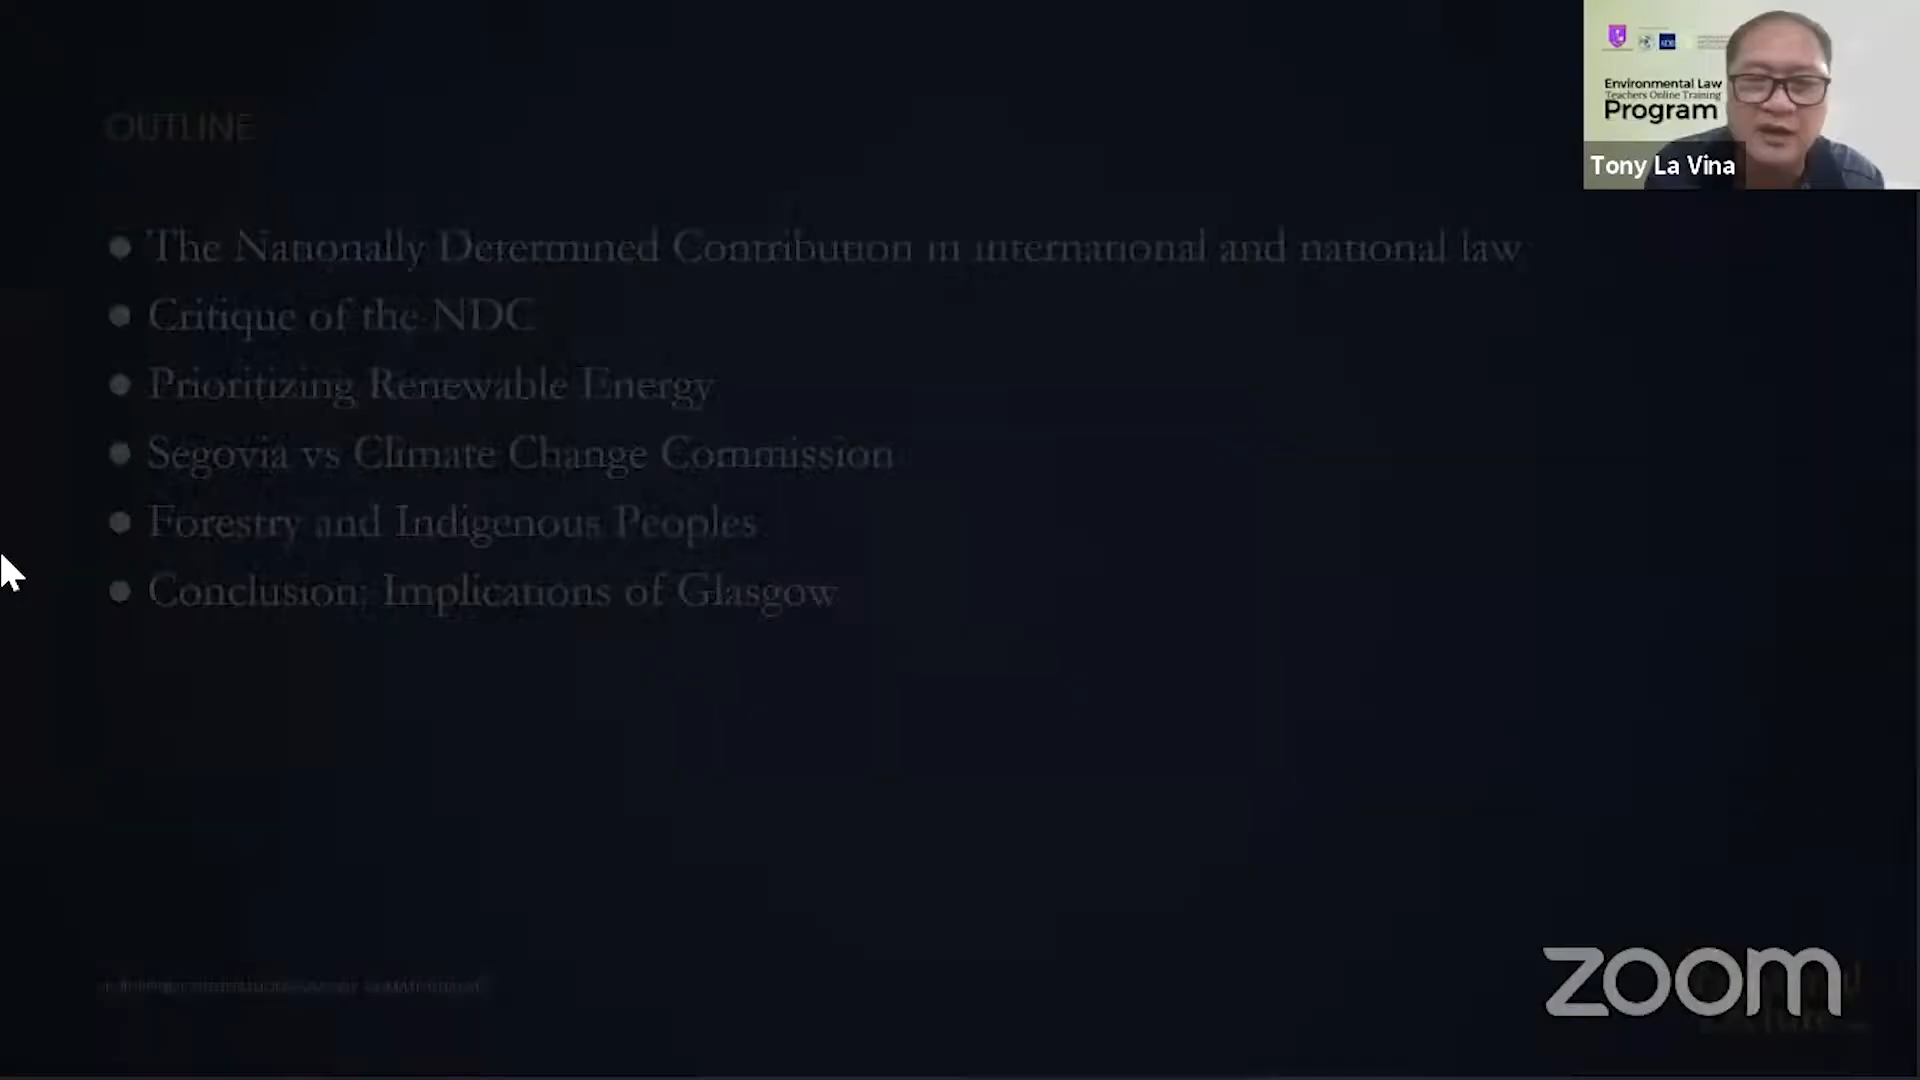 OUTLINE
The Nationally Determined Contribution in international and national law
Critique of the NDC
Prioritizing Renewable Energy
Segovia vs Climate Change Commission
Forestry and Indigenous Peoples
Conclusion: Implications of Glasgow
ADB
Environmental Law
Teachers Online Training
Program
Tony La Vina
zoom